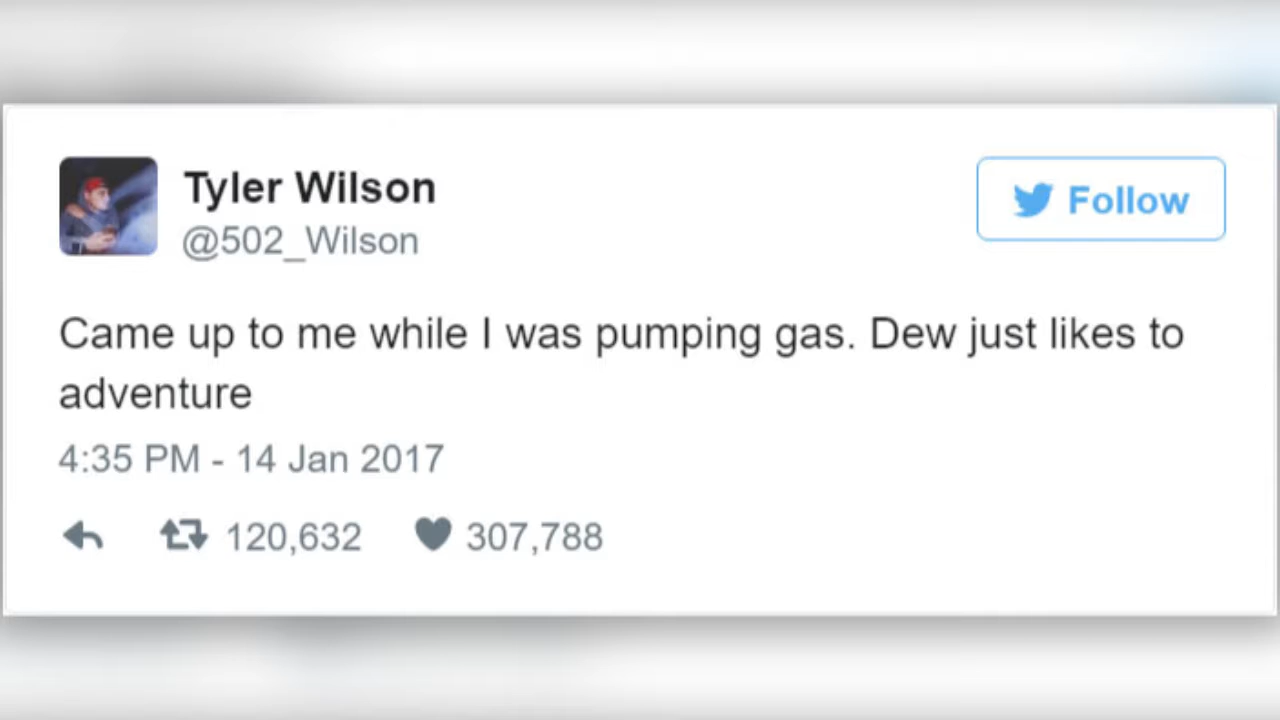 Tyler Wilson
@502_Wilson
Follow
Came up to me while I was pumping gas. Dew just likes to
adventure
4:35 PM - 14 Jan 2017
120,632 307,788